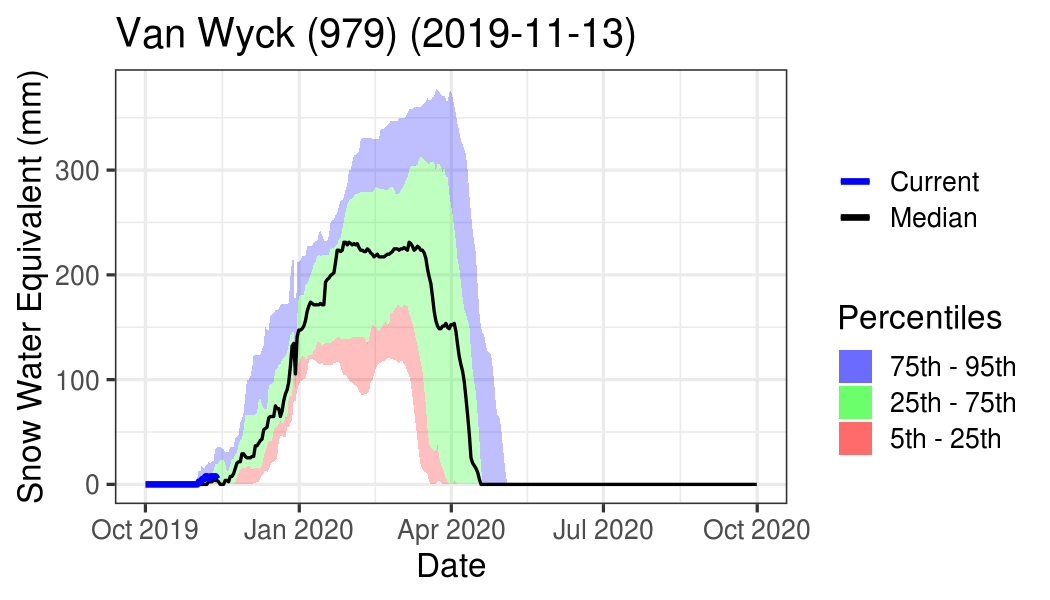 Van Wyck (979) (2019-11-13)
Snow Water Equivalent (mm)
300
200
100
0
Oct 2019 Jan 2020 Apr 2020 Jul 2020 Oct 2020
Date
Current
Median
Percentiles
75th - 95th
25th - 75th
5th - 25th